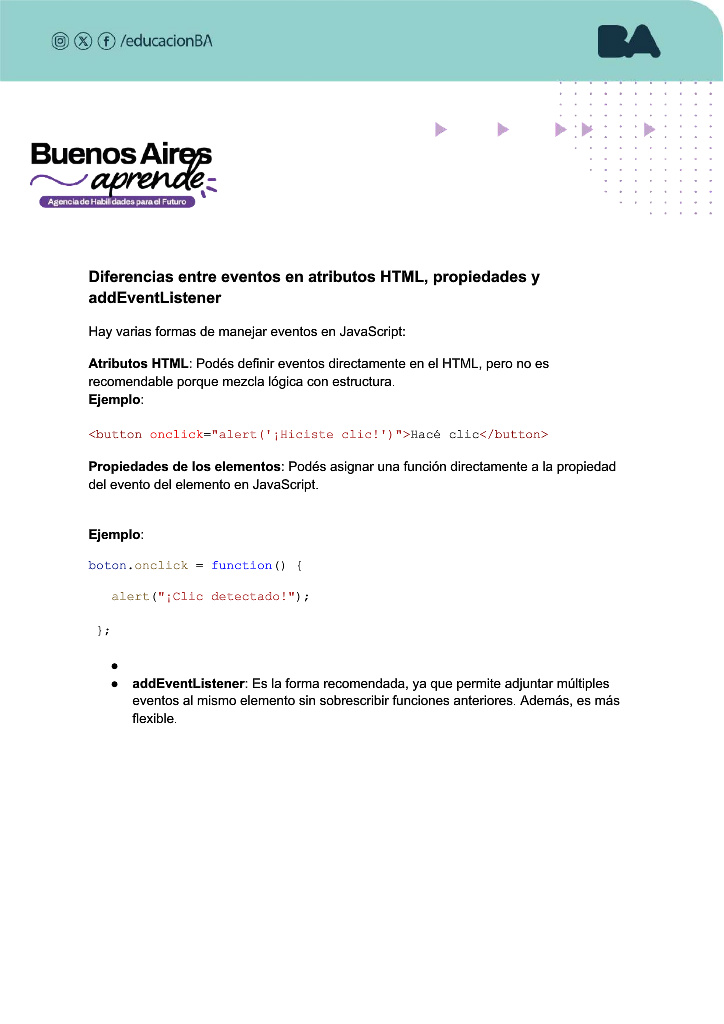 /educacionBA
BA
Buenos Aires
aprende
Agencia de Habilidades para el Futuro
Diferencias entre eventos en atributos HTML, propiedades y
addEventListener
Hay varias formas de manejar eventos en JavaScript:
Atributos HTML: Podés definir eventos directamente en el HTML, pero no es
recomendable porque mezcla lógica con estructura.
Ejemplo:
<button onclick="alert('¡Hiciste clic!')">Hacé clic</button>
Propiedades de los elementos: Podés asignar una función directamente a la propiedad
del evento del elemento en JavaScript.
Ejemplo:
boton.onclick = function() {
alert("¡Clic detectado!");
};
●
● addEventListener: Es la forma recomendada, ya que permite adjuntar múltiples
eventos al mismo elemento sin sobrescribir funciones anteriores. Además, es más
flexible.